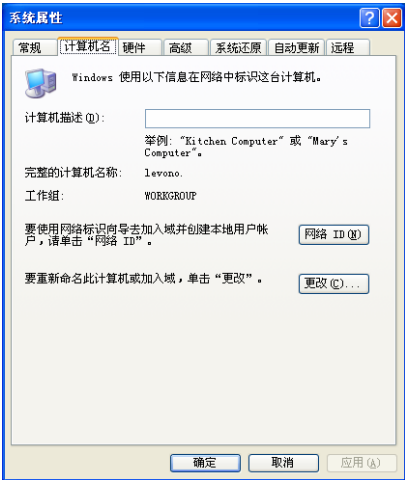 系统属性
常规 计算机名 硬件 高级 系统还原 自动更新 远程
Windows 使用以下信息在网络中标识这台计算机。
计算机描述(D):
举例: "Kitchen Computer" 或 "Mary's
Computer"。
完整的计算机名称: levono.
工作组: WORKGROUP
要使用网络标识向导去加入域并创建本地用户帐
户，请单击“网络 ID”。
网络 ID(N)
要重新命名此计算机或加入域，单击“更改”。
更改(C)...
确定 取消 应用(A)